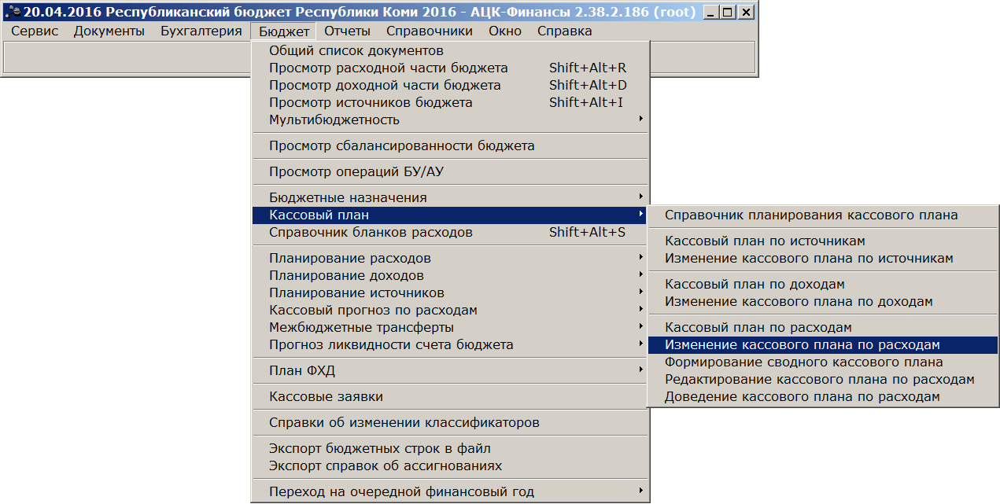 20.04.2016 Республиканский бюджет Республики Коми 2016 - АЦК-Финансы 2.38.2.186 (root)
Сервис Документы Бухгалтерия Бюджет Отчеты Справочники Окно Справка
Общий список документов
Просмотр расходной части бюджета Shift+Alt+R
Просмотр доходной части бюджета Shift+Alt+D
Просмотр источников бюджета Shift+Alt+I
Мультибюджетность
Просмотр сбалансированности бюджета
Просмотр операций БУ/АУ
Бюджетные назначения
Кассовый план
Справочник бланков расходов Shift+Alt+S
Планирование расходов
Планирование доходов
Планирование источников
Кассовый прогноз по расходам
Межбюджетные трансферты
Прогноз ликвидности счета бюджета
План ФХД
Кассовые заявки
Справки об изменении классификаторов
Экспорт бюджетных строк в файл
Экспорт справок об ассигнованиях
Переход на очередной финансовый год
Справочник планирования кассового плана
Кассовый план по источникам
Изменение кассового плана по источникам
Кассовый план по доходам
Изменение кассового плана по доходам
Кассовый план по расходам
Изменение кассового плана по расходам
Формирование сводного кассового плана
Редактирование кассового плана по расходам
Доведение кассового плана по расходам